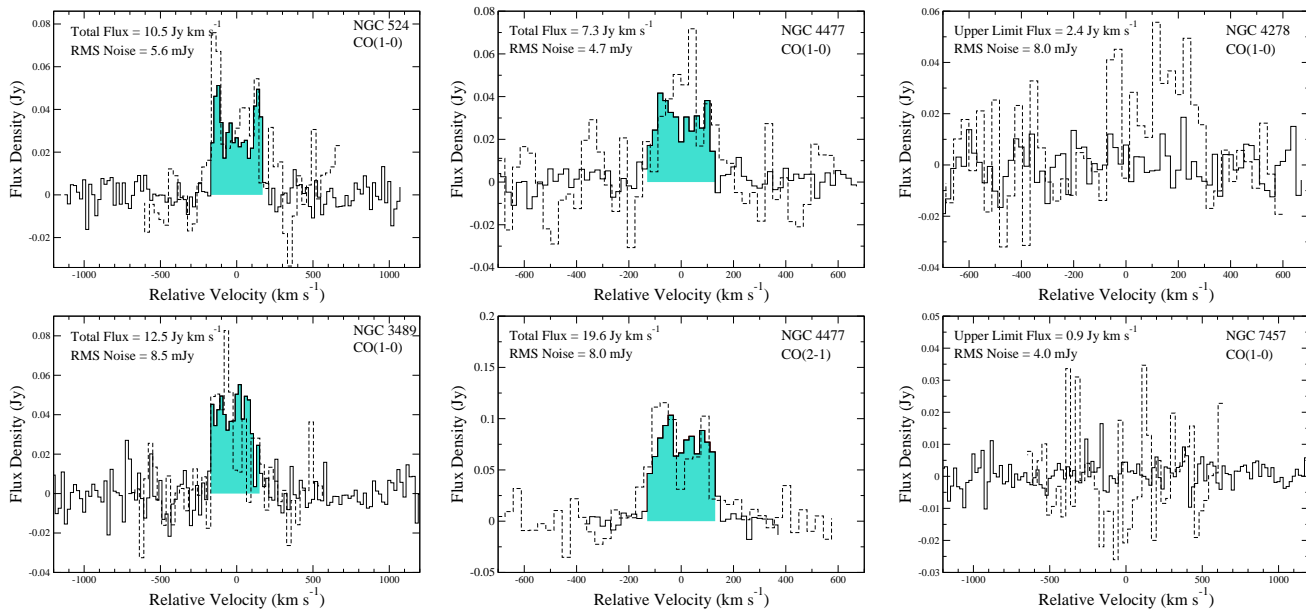 Total Flux = 10.5 Jy km s⁻¹
NGC 524
RMS Noise = 5.6 mJy
CO(1-0)
0.08
0.06
0.04
0.02
0
0.02
-1000 -500 0 500 1000
Flux Density (Jy)
Relative Velocity (km s⁻¹)
Total Flux = 7.3 Jy km s⁻¹
NGC 4477
RMS Noise = 4.7 mJy
CO(1-0)
0.08
0.06
0.04
0.02
0
0.02
0.04
-600 -400 -200 0 200 400 600
Flux Density (Jy)
Relative Velocity (km s⁻¹)
Upper Limit Flux = 2.4 Jy km s⁻¹
NGC 4278
RMS Noise = 8.0 mJy
CO(1-0)
0.06
0.04
0.02
0
0.02
0.04
-600 -400 -200 0 200 400 600
Flux Density (Jy)
Relative Velocity (km s⁻¹)
Total Flux = 12.5 Jy km s⁻¹
NGC 3489
RMS Noise = 8.5 mJy
CO(1-0)
0.08
0.06
0.04
0.02
0
0.02
0.04
-1000 -500 0 500 1000
Flux Density (Jy)
Relative Velocity (km s⁻¹)
Total Flux = 19.6 Jy km s⁻¹
NGC 4477
RMS Noise = 8.0 mJy
CO(2-1)
0.2
0.15
0.1
0.05
0
0.05
-600 -400 -200 0 200 400 600
Flux Density (Jy)
Relative Velocity (km s⁻¹)
Upper Limit Flux = 0.9 Jy km s⁻¹
NGC 7457
RMS Noise = 4.0 mJy
CO(1-0)
0.05
0.04
0.03
0.02
0.01
0
0.01
0.02
0.03
-1000 -500 0 500 1000
Flux Density (Jy)
Relative Velocity (km s⁻¹)